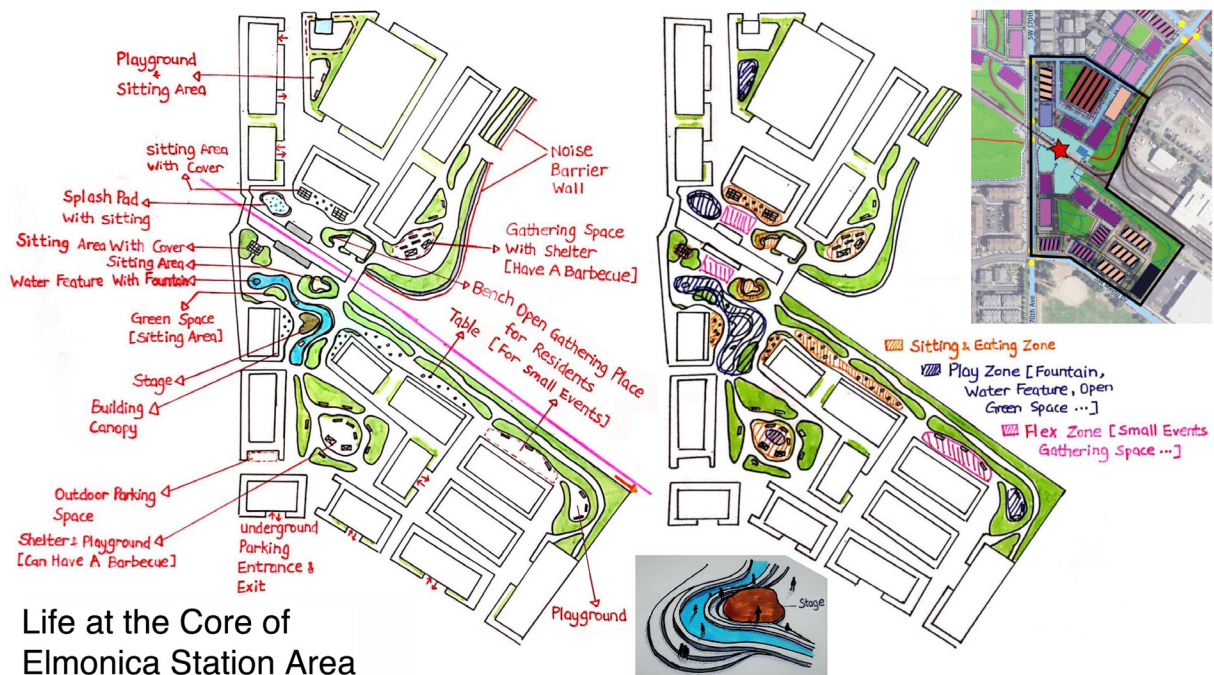 Playground
&
Sitting Area
Sitting Area
With Cover
Splash Pad
With Sitting
Sitting Area With Cover
Sitting Area
Water Feature With Fountain
Green Space
[Sitting Area]
Stage
Building
Canopy
Outdoor Parking
Space
Shelter & Playground
[Can Have A Barbecue]
underground
Parking
Entrance &
Exit
Noise
Barrier
Wall
Gathering Space
With Shelter
[Have A Barbecue]
Bench
Table
Open Gathering Place
for Residents
[For small
Events]
Playground
Sitting & Eating Zone
Play Zone [Fountain,
Water Feature, Open
Green Space ...]
Flex Zone [Small Events
Gathering Space ...]
Stage
SW 170th
70th Ave
Life at the Core of
Elmonica Station Area